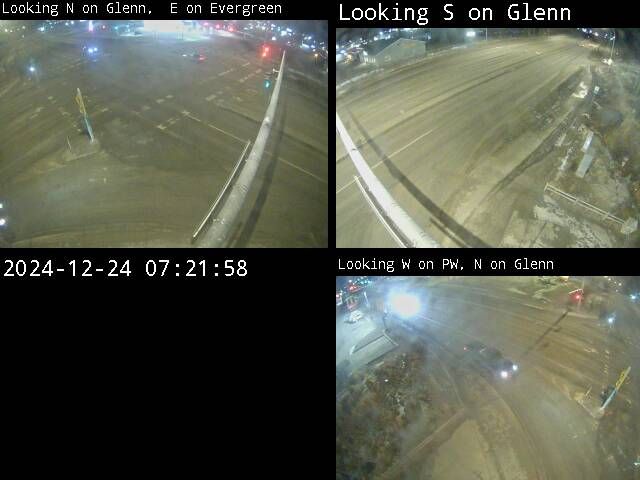 Looking N on Glenn,  E on Evergreen
Looking S on Glenn
2024-12-24 07:21:58
Looking W on PW, N on Glenn